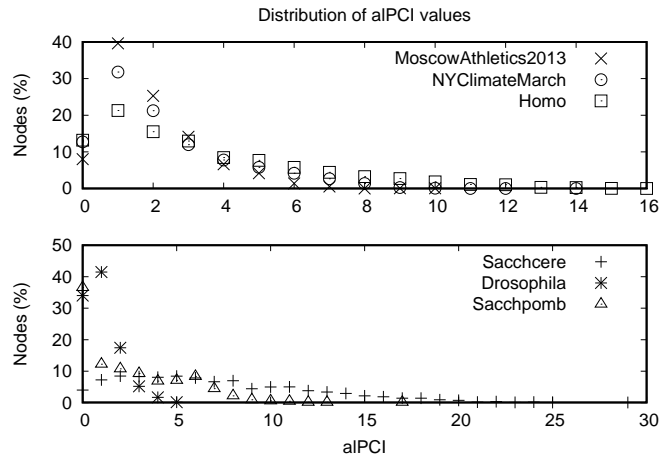 Distribution of alPCI values
40
30
20
10
0
Nodes (%)
MoscowAthletics2013
NYClimateMarch
Homo
0 2 4 6 8 10 12 14 16
50
40
30
20
10
0
Nodes (%)
Sacchcere
Drosophila
Sacchpomb
0 5 10 15 20 25 30
alPCI